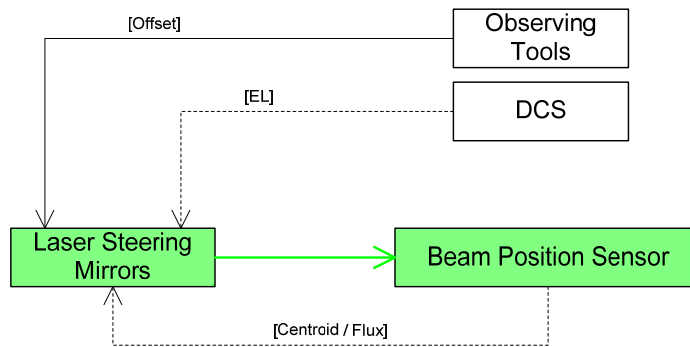 [Offset]
Observing
Tools
[EL]
DCS
Laser Steering
Mirrors
Beam Position Sensor
[Centroid / Flux]